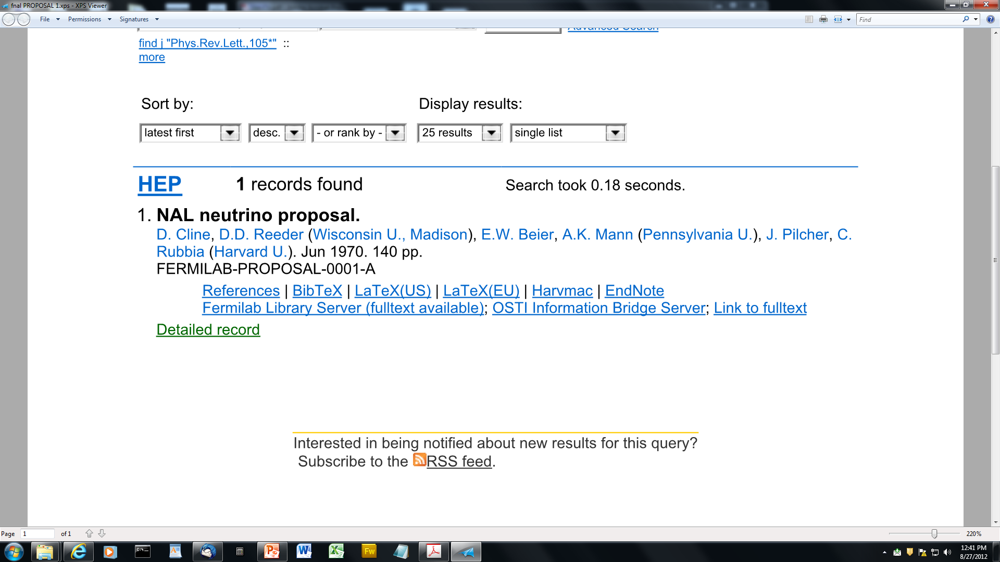 fnal PROPOSAL 1.xps - XPS Viewer
File Permissions Signatures Find
Advanced Search
find j "Phys.Rev.Lett.,105*" ::
more
Sort by: Display results:
latest first desc. - or rank by - 25 results single list
HEP 1 records found Search took 0.18 seconds.
1. NAL neutrino proposal.
D. Cline, D.D. Reeder (Wisconsin U., Madison), E.W. Beier, A.K. Mann (Pennsylvania U.), J. Pilcher, C.
Rubbia (Harvard U.). Jun 1970. 140 pp.
FERMILAB-PROPOSAL-0001-A
References | BibTeX | LaTeX(US) | LaTeX(EU) | Harvmac | EndNote
Fermilab Library Server (fulltext available); OSTI Information Bridge Server; Link to fulltext
Detailed record
Interested in being notified about new results for this query?
Subscribe to the RSS feed.
Page 1 of 1 220%
C:\_ Fw 12:41 PM
8/27/2012